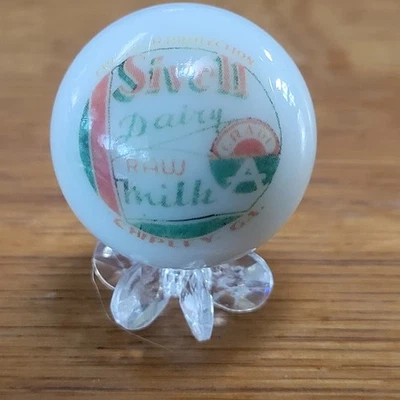 Sivell
Dairy
GRADE
RAW
A
Milk
CHIPLEY, GA.